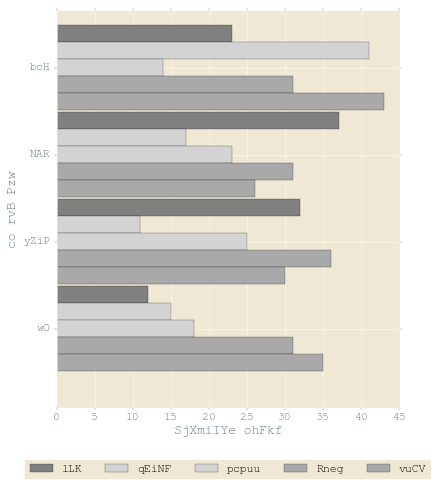 bcH
NAR
yZiP
wO
co rvB Pzw
0 5 10 15 20 25 30 35 40 45
SjXmiIYe ohFkf
lLK qEiNF pcpuu Rneg vuCV